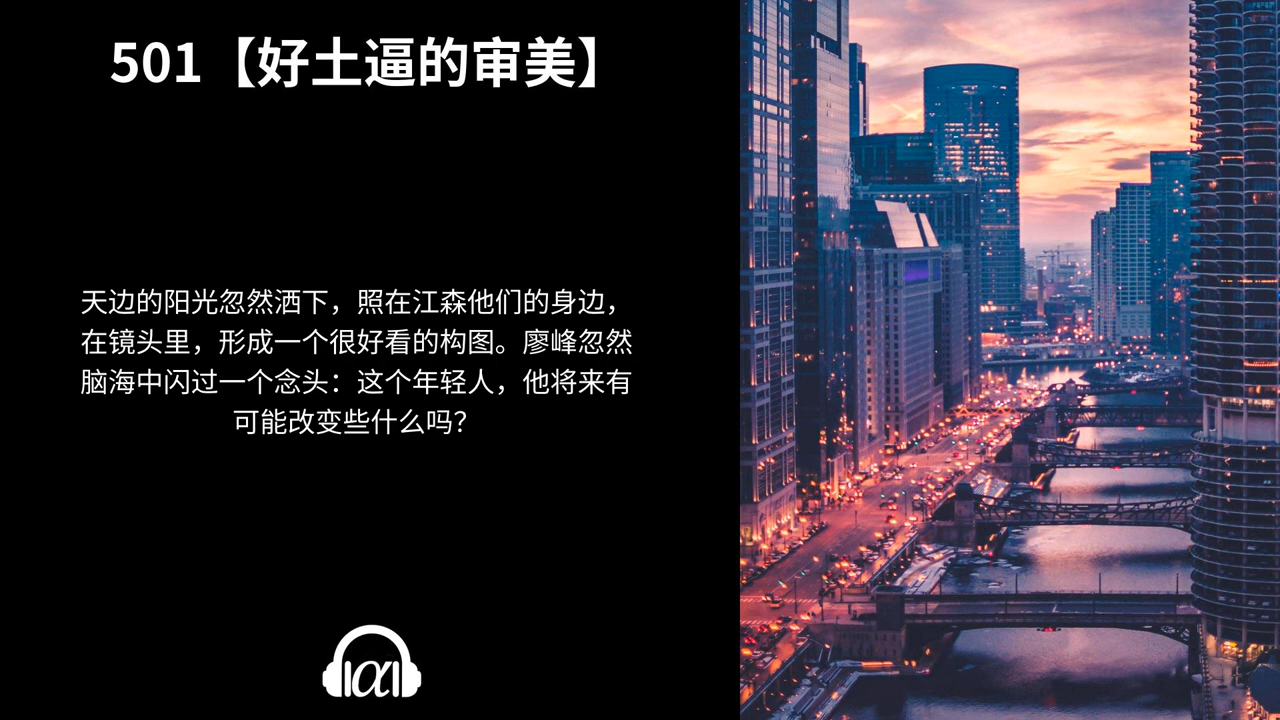 501【好土逼的审美】
天边的阳光忽然洒下，照在江森他们的身边，
在镜头里，形成一个很好看的构图。廖峰忽然
脑海中闪过一个念头：这个年轻人，他将来有
可能改变些什么吗？
|α|